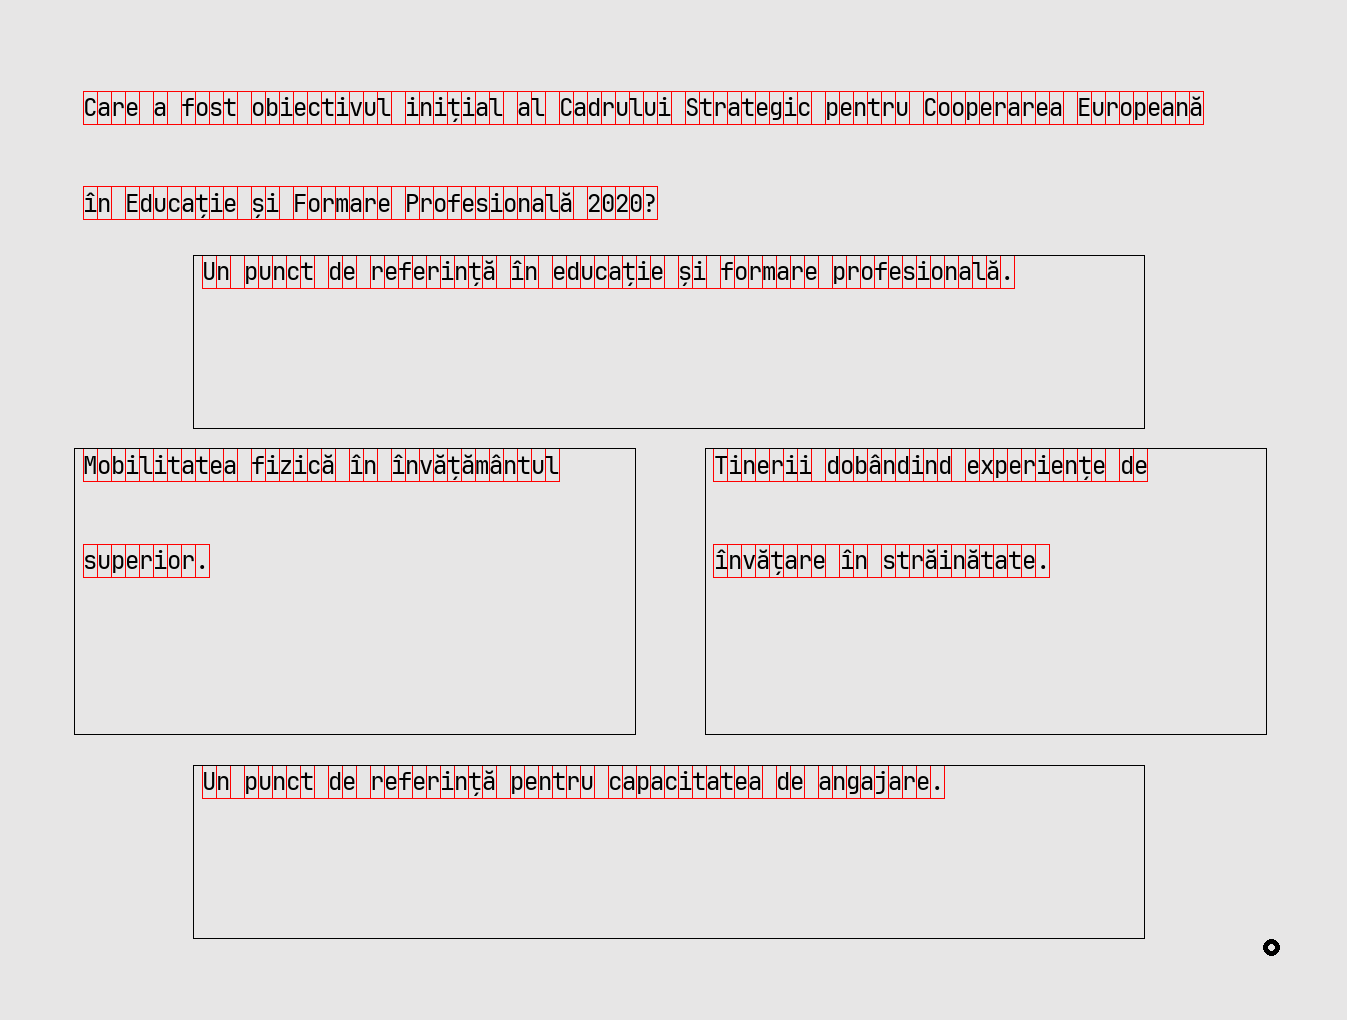 Care a fost obiectivul inițial al Cadrului Strategic pentru Cooperarea Europeană
în Educație și Formare Profesională 2020?
Un punct de referință în educație și formare profesională.
Mobilitatea fizică în învățământul
superior.
Tinerii dobândind experiențe de
învățare în străinătate.
Un punct de referință pentru capacitatea de angajare.